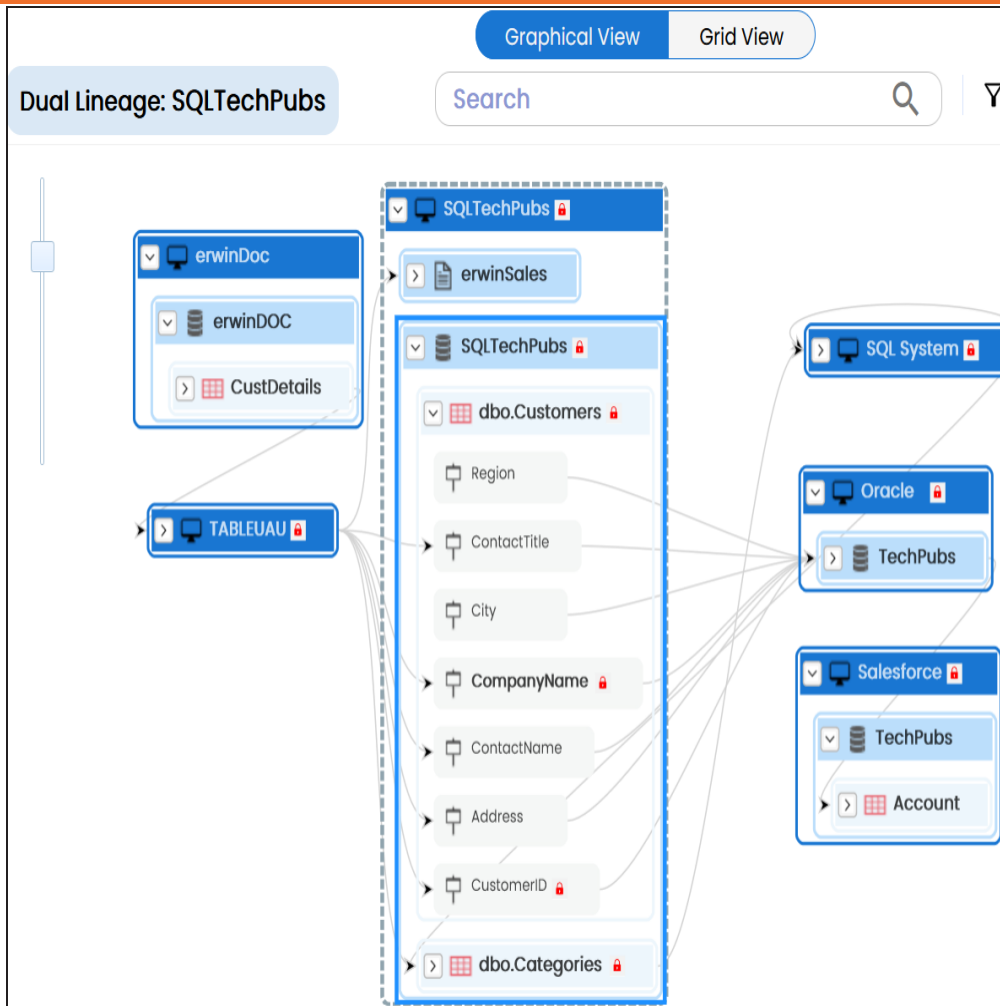 Graphical View
Grid View
Dual Lineage: SQLTechPubs
Search
erwinDoc
erwinDOC
CustDetails
TABLEUAU
SQLTechPubs
erwinSales
SQLTechPubs
dbo.Customers
Region
ContactTitle
City
CompanyName
ContactName
Address
CustomerID
dbo.Categories
SQL System
Oracle
TechPubs
Salesforce
TechPubs
Account